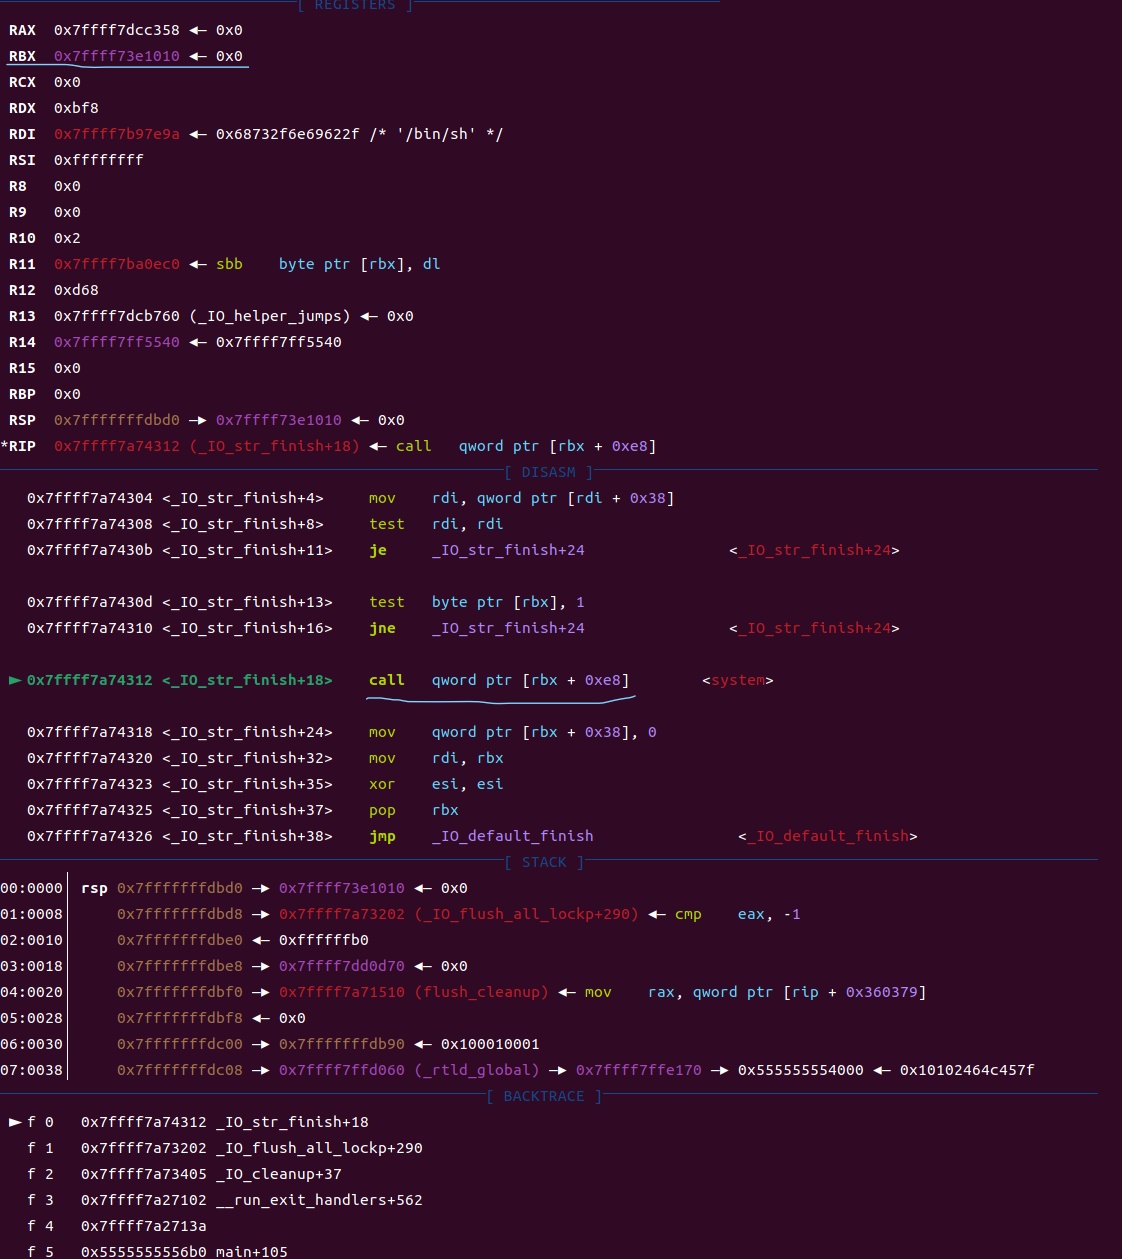 [ REGISTERS ]
RAX 0x7ffff7dcc358 ◂— 0x0
RBX 0x7ffff73e1010 ◂— 0x0
RCX 0x0
RDX 0xbf8
RDI 0x7ffff7b97e9a ◂— 0x68732f6e69622f /* '/bin/sh' */
RSI 0xffffffff
R8 0x0
R9 0x0
R10 0x2
R11 0x7ffff7ba0ec0 ◂— sbb byte ptr [rbx], dl
R12 0xd68
R13 0x7ffff7dcb760 (_IO_helper_jumps) ◂— 0x0
R14 0x7ffff7ff5540 ◂— 0x7ffff7ff5540
R15 0x0
RBP 0x0
RSP 0x7fffffffdbd0 —▸ 0x7ffff73e1010 ◂— 0x0
*RIP 0x7ffff7a74312 (_IO_str_finish+18) ◂— call qword ptr [rbx + 0xe8]
[ DISASM ]
0x7ffff7a74304 <_IO_str_finish+4> mov rdi, qword ptr [rdi + 0x38]
0x7ffff7a74308 <_IO_str_finish+8> test rdi, rdi
0x7ffff7a7430b <_IO_str_finish+11> je _IO_str_finish+24 <_IO_str_finish+24>
0x7ffff7a7430d <_IO_str_finish+13> test byte ptr [rbx], 1
0x7ffff7a74310 <_IO_str_finish+16> jne _IO_str_finish+24 <_IO_str_finish+24>
► 0x7ffff7a74312 <_IO_str_finish+18> call qword ptr [rbx + 0xe8] <system>
0x7ffff7a74318 <_IO_str_finish+24> mov qword ptr [rbx + 0x38], 0
0x7ffff7a74320 <_IO_str_finish+32> mov rdi, rbx
0x7ffff7a74323 <_IO_str_finish+35> xor esi, esi
0x7ffff7a74325 <_IO_str_finish+37> pop rbx
0x7ffff7a74326 <_IO_str_finish+38> jmp _IO_default_finish <_IO_default_finish>
[ STACK ]
00:0000│ rsp 0x7fffffffdbd0 —▸ 0x7ffff73e1010 ◂— 0x0
01:0008│ 0x7fffffffdbd8 —▸ 0x7ffff7a73202 (_IO_flush_all_lockp+290) ◂— cmp eax, -1
02:0010│ 0x7fffffffdbe0 ◂— 0xffffffb0
03:0018│ 0x7fffffffdbe8 —▸ 0x7ffff7dd0d70 ◂— 0x0
04:0020│ 0x7fffffffdbf0 —▸ 0x7ffff7a71510 (flush_cleanup) ◂— mov rax, qword ptr [rip + 0x360379]
05:0028│ 0x7fffffffdbf8 ◂— 0x0
06:0030│ 0x7fffffffdc00 —▸ 0x7fffffffdb90 ◂— 0x100010001
07:0038│ 0x7fffffffdc08 —▸ 0x7ffff7ffd060 (_rtld_global) —▸ 0x7ffff7ffe170 —▸ 0x555555554000 ◂— 0x10102464c457f
[ BACKTRACE ]
► f 0 0x7ffff7a74312 _IO_str_finish+18
f 1 0x7ffff7a73202 _IO_flush_all_lockp+290
f 2 0x7ffff7a73405 _IO_cleanup+37
f 3 0x7ffff7a27102 __run_exit_handlers+562
f 4 0x7ffff7a2713a
f 5 0x5555555556b0 main+105